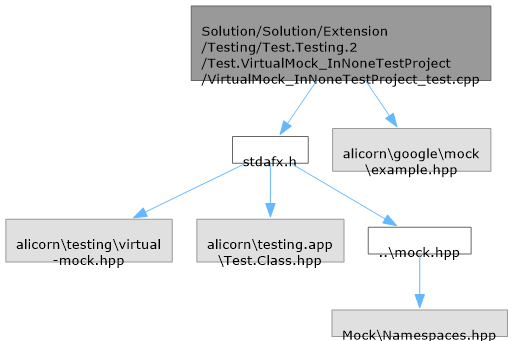 Solution/Solution/Extension
/Testing/Test.Testing.2
/Test.VirtualMock_InNoneTestProject
/VirtualMock_InNoneTestProject_test.cpp
stdafx.h
alicorn\google\mock
\example.hpp
alicorn\testing\virtual
-mock.hpp
alicorn\testing.app
\Test.Class.hpp
..\mock.hpp
Mock\Namespaces.hpp